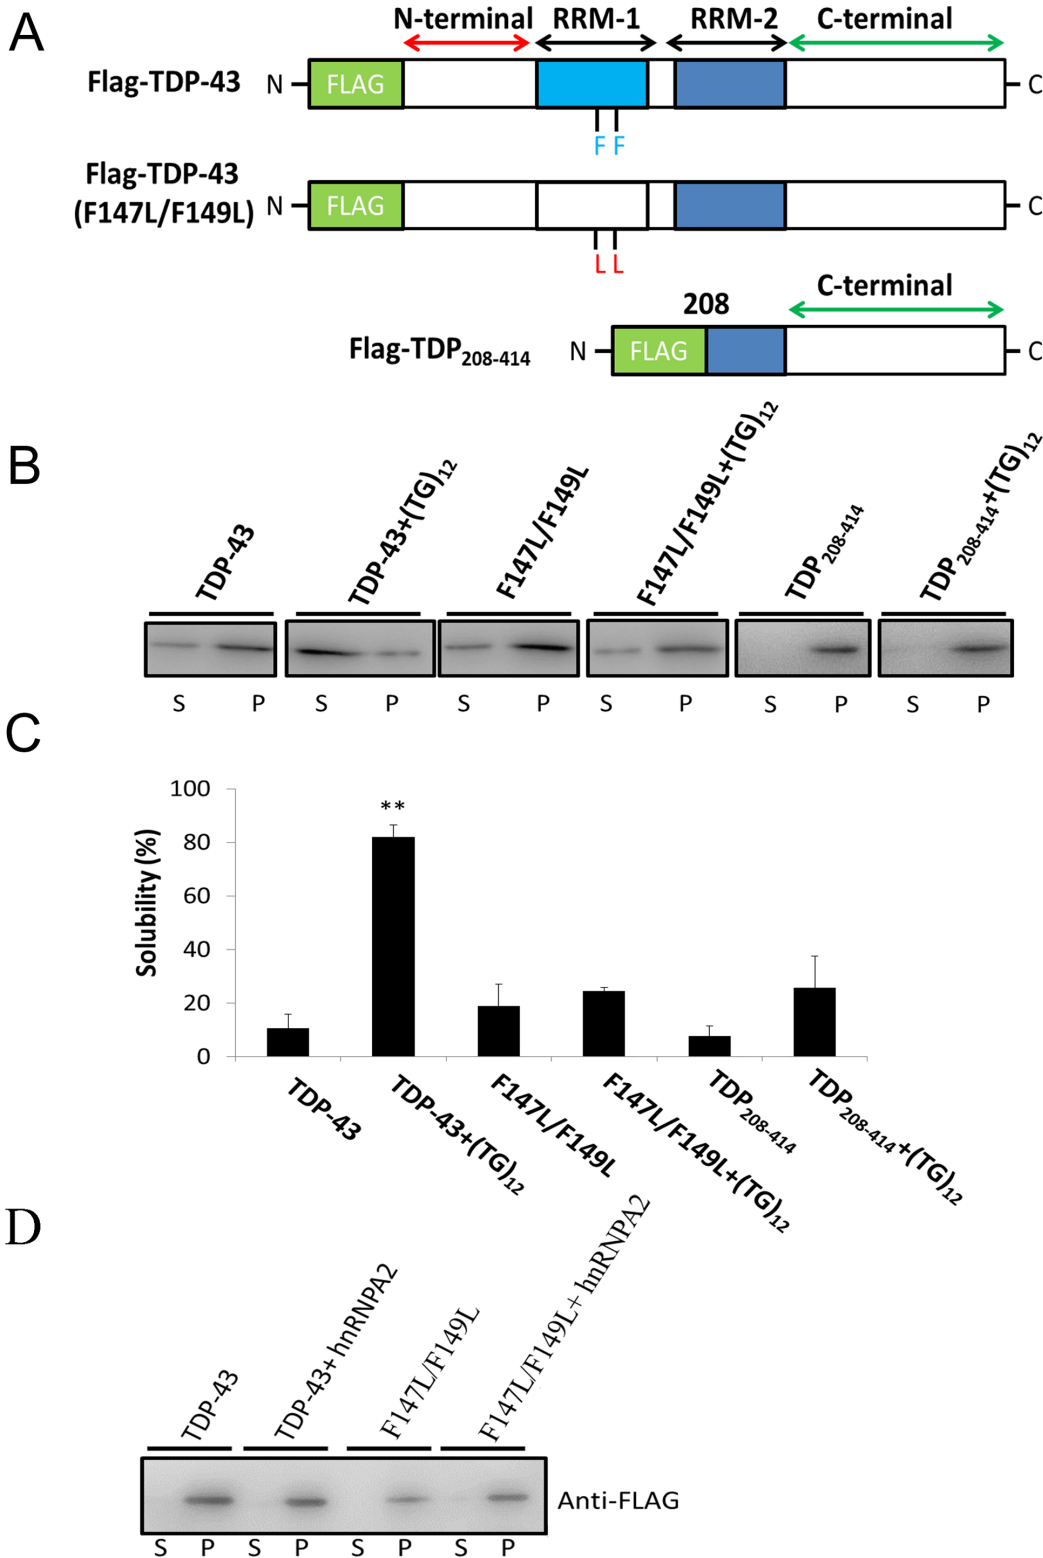 A
N-terminal RRM-1 RRM-2 C-terminal
Flag-TDP-43 N FLAG C
F F
Flag-TDP-43
(F147L/F149L) N FLAG C
L L
208 C-terminal
Flag-TDP208-414 N FLAG C
B
TDP-43
TDP-43+(TG)12
F147L/F149L
F147L/F149L+(TG)12
TDP208-414
TDP208-414+(TG)12
S P S P S P S P S P S P
C
Solubility (%)
100
80
60
40
20
0
**
TDP-43
TDP-43+(TG)12
F147L/F149L
F147L/F149L+(TG)12
TDP208-414
TDP208-414+(TG)12
D
TDP-43
TDP-43+ hnRNPA2
F147L/F149L
F147L/F149L+ hnRNPA2
Anti-FLAG
S P S P S P S P